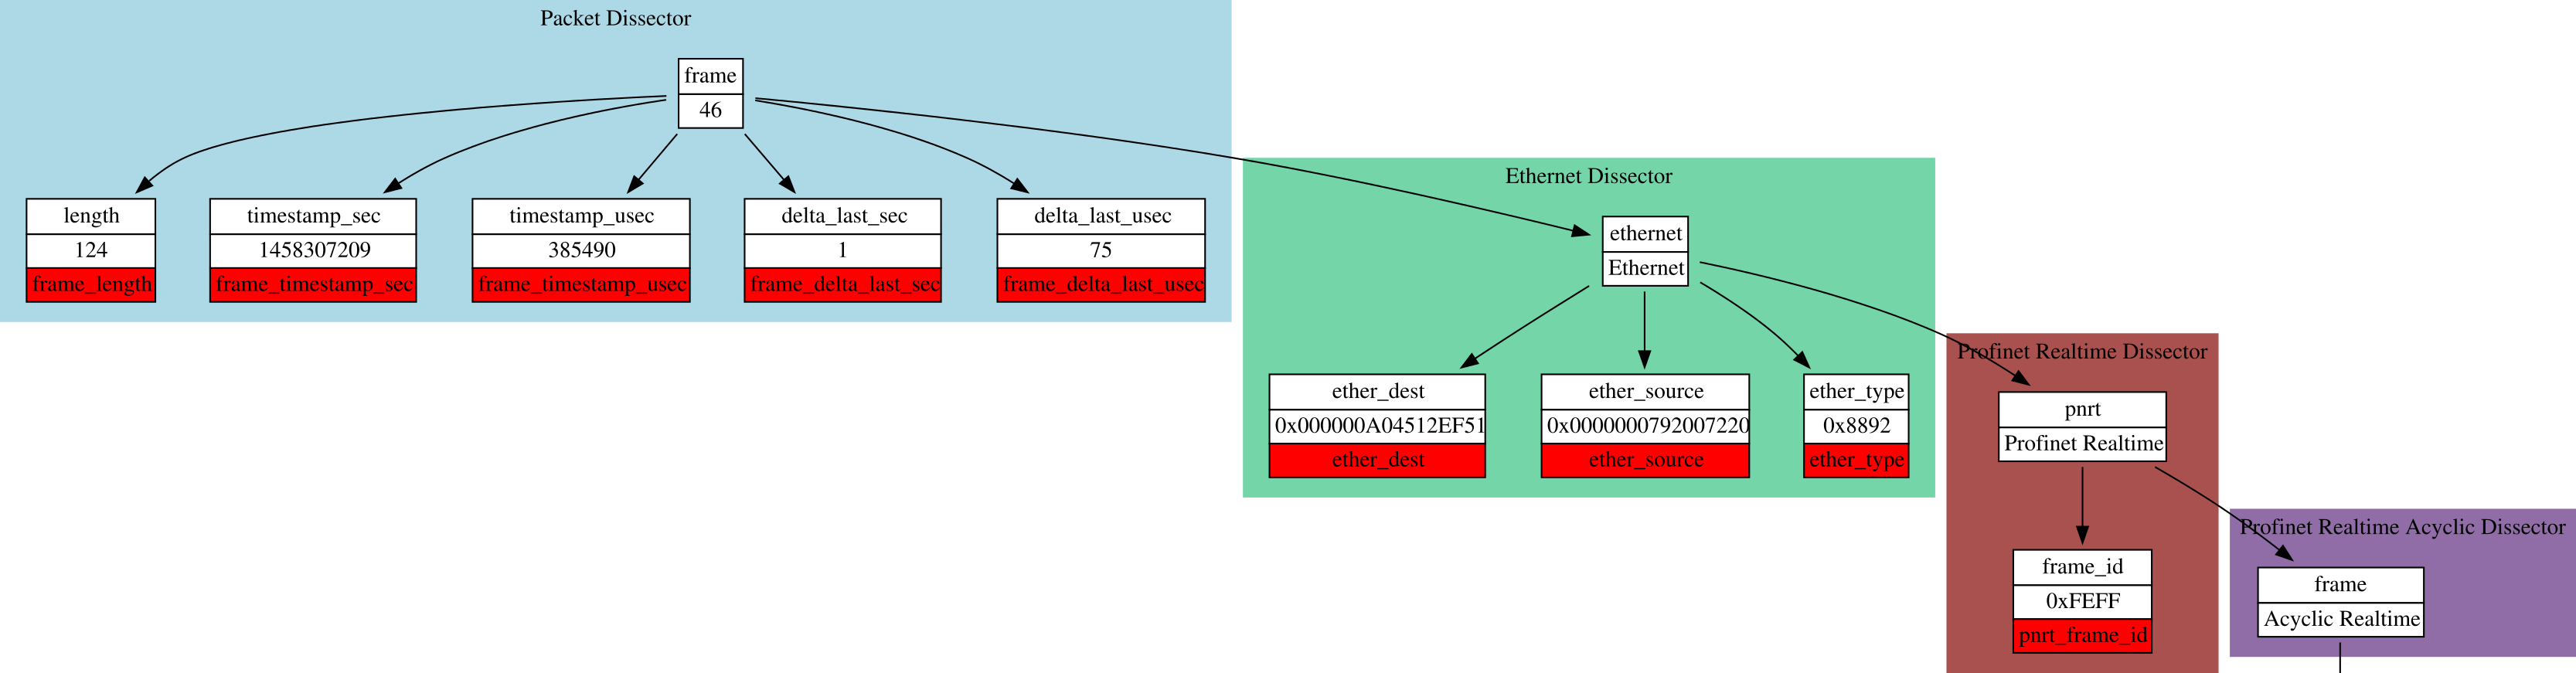 Packet Dissector
frame
46
length
124
frame_length
timestamp_sec
1458307209
frame_timestamp_sec
timestamp_usec
385490
frame_timestamp_usec
delta_last_sec
1
frame_delta_last_sec
delta_last_usec
75
frame_delta_last_usec
Ethernet Dissector
ethernet
Ethernet
ether_dest
0x000000A04512EF51
ether_dest
ether_source
0x0000000792007220
ether_source
ether_type
0x8892
ether_type
Profinet Realtime Dissector
pnrt
Profinet Realtime
frame_id
0xFEFF
pnrt_frame_id
Profinet Realtime Acyclic Dissector
frame
Acyclic Realtime